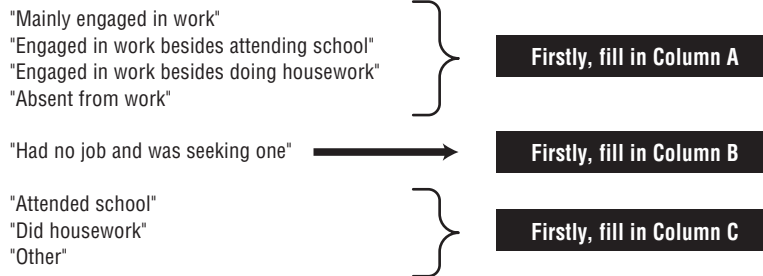 "Mainly engaged in work"
"Engaged in work besides attending school"
"Engaged in work besides doing housework"
"Absent from work"
Firstly, fill in Column A
"Had no job and was seeking one"
Firstly, fill in Column B
"Attended school"
"Did housework"
"Other"
Firstly, fill in Column C